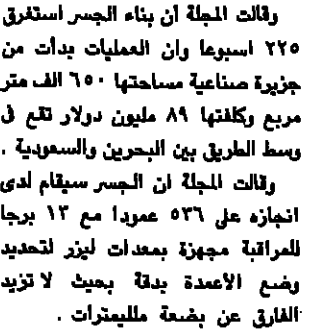 وقالت المجلة أن بناء الجسر استغرق
٢٢٥ اسبوعا وان العمليات بدأت من
جزيرة صناعية مساحتها ٦٥٠ الف متر
مربع وكلفتها ٨٩ مليون دولار تقع في
وسط الطريق بين البحرين والسعودية .
وقالت المجلة ان الجسر سيقام لدى
انجازه على ٥٣٦ عمودا مع ١٣ برجا
للمراقبة مجهزة بمعدات ليزر لتحديد
وضع الأعمدة بدقة بحيث لا تزيد
الفارق عن بضعة ملليمترات .